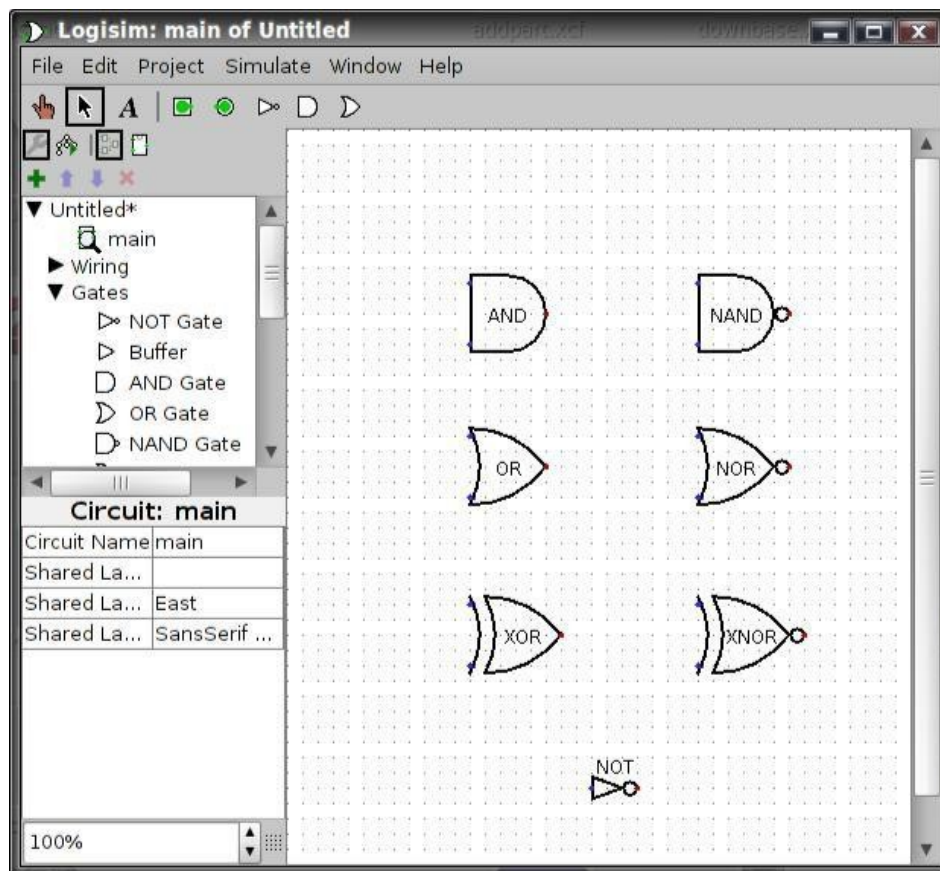 Logisim: main of Untitled
addpart.xcf
File Edit Project Simulate Window Help
A
Untitled*
main
Wiring
Gates
NOT Gate
Buffer
AND Gate
OR Gate
NAND Gate
Circuit: main
Circuit Name main
Shared La...
Shared La... East
Shared La... SansSerif ...
100%
AND NAND
OR NOR
XOR XNOR
NOT